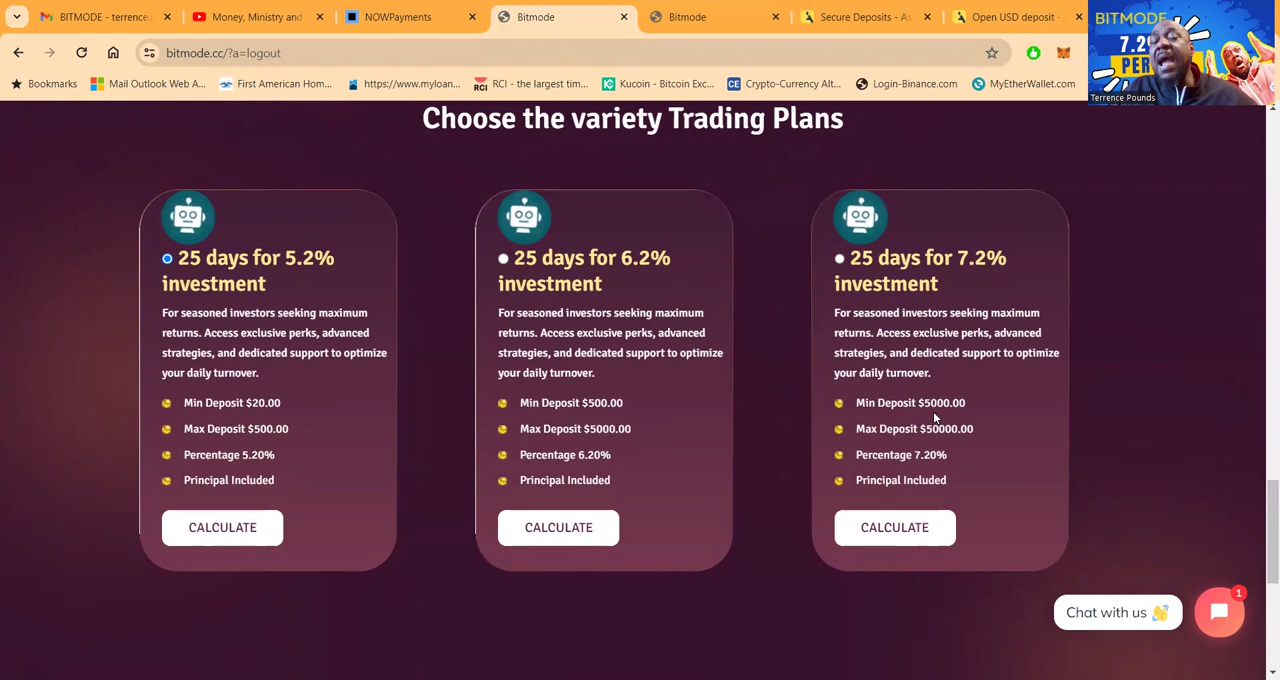 BITMODE - terrence.
Money, Ministry and
NOWPayments
Bitmode
Bitmode
Secure Deposits - As
Open USD deposit -
bitmode.cc/?a=logout
Bookmarks
Mail Outlook Web A...
First American Hom...
https://www.myloan...
RCI
RCI - the largest tim...
Kucoin - Bitcoin Exc...
CE
Crypto-Currency Alt...
Login-Binance.com
MyEtherWallet.com
BITMODE
7.2
PER
Terrence Pounds
Choose the variety Trading Plans
25 days for 5.2%
investment
For seasoned investors seeking maximum
returns. Access exclusive perks, advanced
strategies, and dedicated support to optimize
your daily turnover.
Min Deposit $20.00
Max Deposit $500.00
Percentage 5.20%
Principal Included
CALCULATE
25 days for 6.2%
investment
For seasoned investors seeking maximum
returns. Access exclusive perks, advanced
strategies, and dedicated support to optimize
your daily turnover.
Min Deposit $500.00
Max Deposit $5000.00
Percentage 6.20%
Principal Included
CALCULATE
25 days for 7.2%
investment
For seasoned investors seeking maximum
returns. Access exclusive perks, advanced
strategies, and dedicated support to optimize
your daily turnover.
Min Deposit $5000.00
Max Deposit $50000.00
Percentage 7.20%
Principal Included
CALCULATE
Chat with us 👋
1